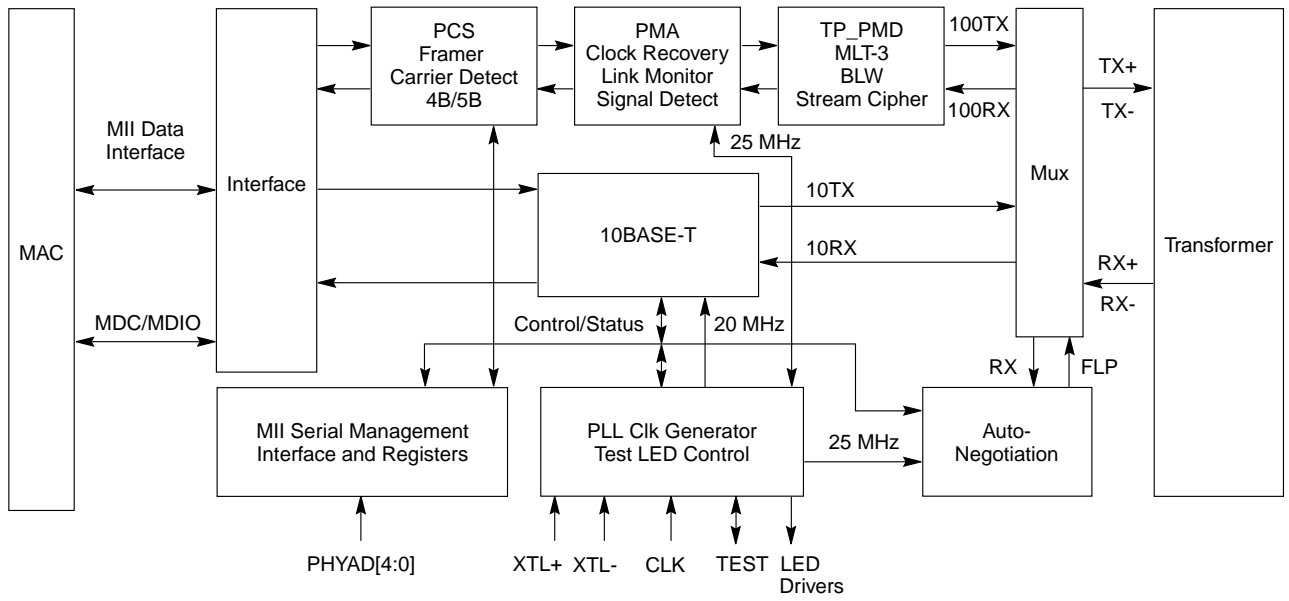 PCS
Framer
Carrier Detect
4B/5B
PMA
Clock Recovery
Link Monitor
Signal Detect
TP_PMD
MLT-3
BLW
Stream Cipher
100TX
100RX
TX+
TX-
MII Data
Interface
Interface
25 MHz
Mux
MAC
10BASE-T
10TX
10RX
Transformer
RX+
RX-
MDC/MDIO
Control/Status
20 MHz
RX
FLP
MII Serial Management
Interface and Registers
PLL Clk Generator
Test LED Control
25 MHz
Auto-
Negotiation
PHYAD[4:0]
XTL+
XTL-
CLK
TEST
LED
Drivers